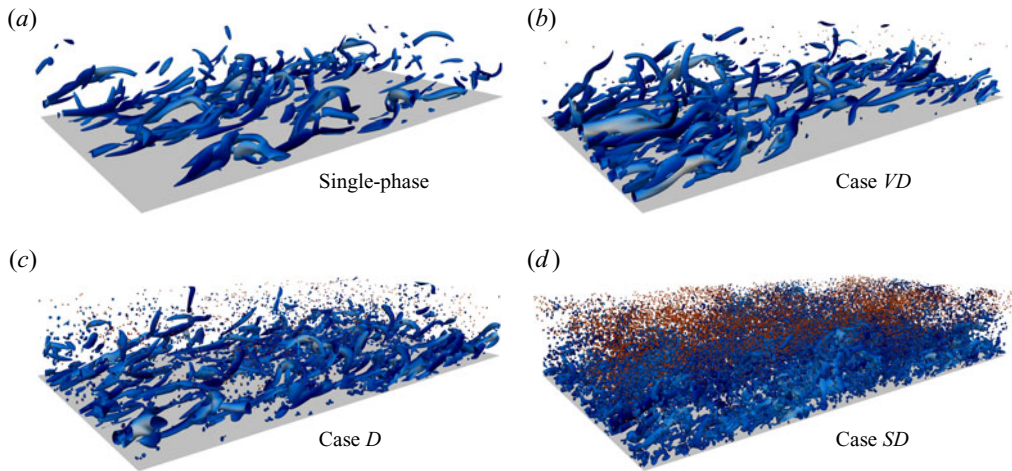 (a)
(b)
Single-phase
Case VD
(c)
(d)
Case D
Case SD